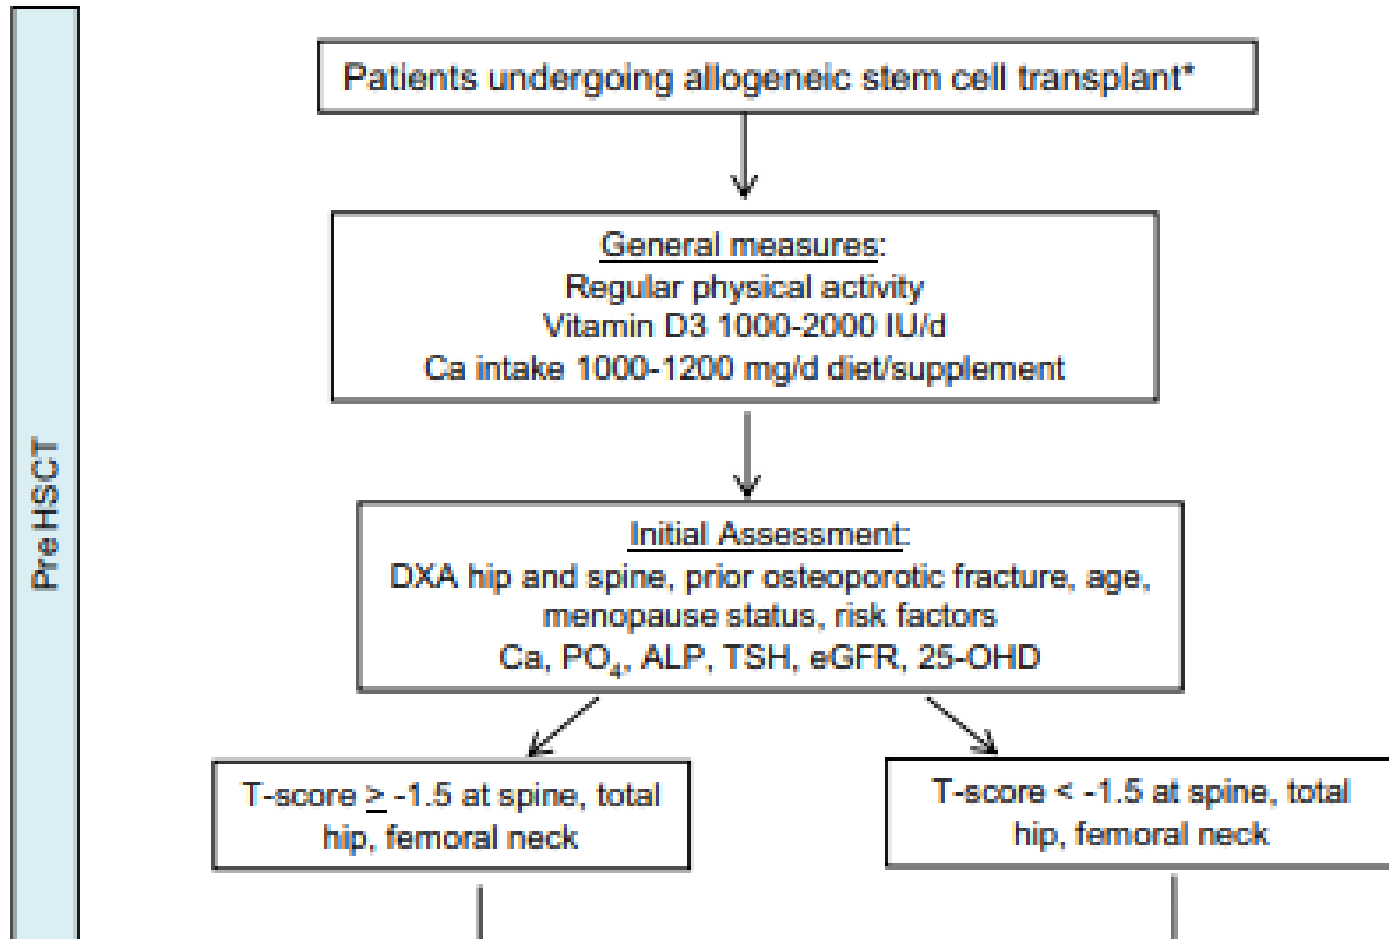 Patients undergoing allogeneic stem cell transplant*
General measures:
Regular physical activity
Vitamin D3 1000-2000 IU/d
Ca intake 1000-1200 mg/d diet/supplement
Pre HSCT
Initial Assessment:
DXA hip and spine, prior osteoporotic fracture, age,
menopause status, risk factors
Ca, PO₄, ALP, TSH, eGFR, 25-OHD
T-score ≥ -1.5 at spine, total
hip, femoral neck
T-score < -1.5 at spine, total
hip, femoral neck